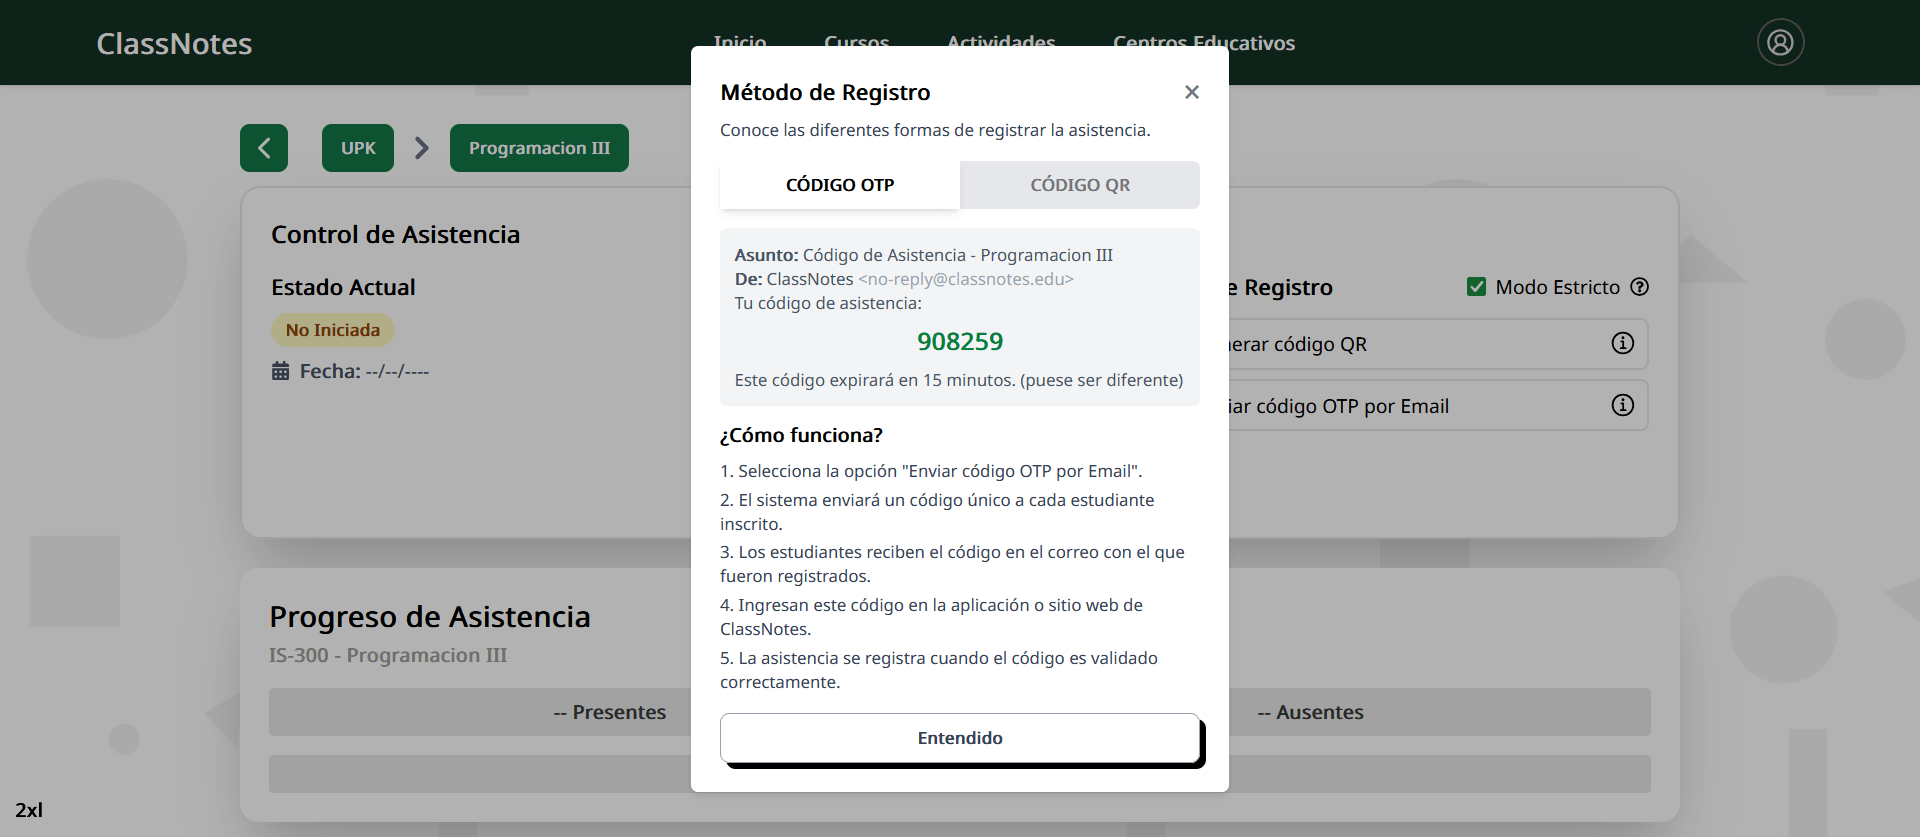 ClassNotes
Inicio
Cursos
Actividades
Centros Educativos
UPK
Programacion III
Control de Asistencia
Estado Actual
No Iniciada
Fecha: --/--/----
Método de Registro
Conoce las diferentes formas de registrar la asistencia.
CÓDIGO OTP
CÓDIGO QR
Asunto: Código de Asistencia - Programacion III
De: ClassNotes <no-reply@classnotes.edu>
Tu código de asistencia:
908259
Este código expirará en 15 minutos. (puese ser diferente)
¿Cómo funciona?
1. Selecciona la opción "Enviar código OTP por Email".
2. El sistema enviará un código único a cada estudiante
inscrito.
3. Los estudiantes reciben el código en el correo con el que
fueron registrados.
4. Ingresan este código en la aplicación o sitio web de
ClassNotes.
5. La asistencia se registra cuando el código es validado
correctamente.
Entendido
e Registro
Modo Estricto
erar código QR
iar código OTP por Email
Progreso de Asistencia
IS-300 - Programacion III
-- Presentes
-- Ausentes
2xl